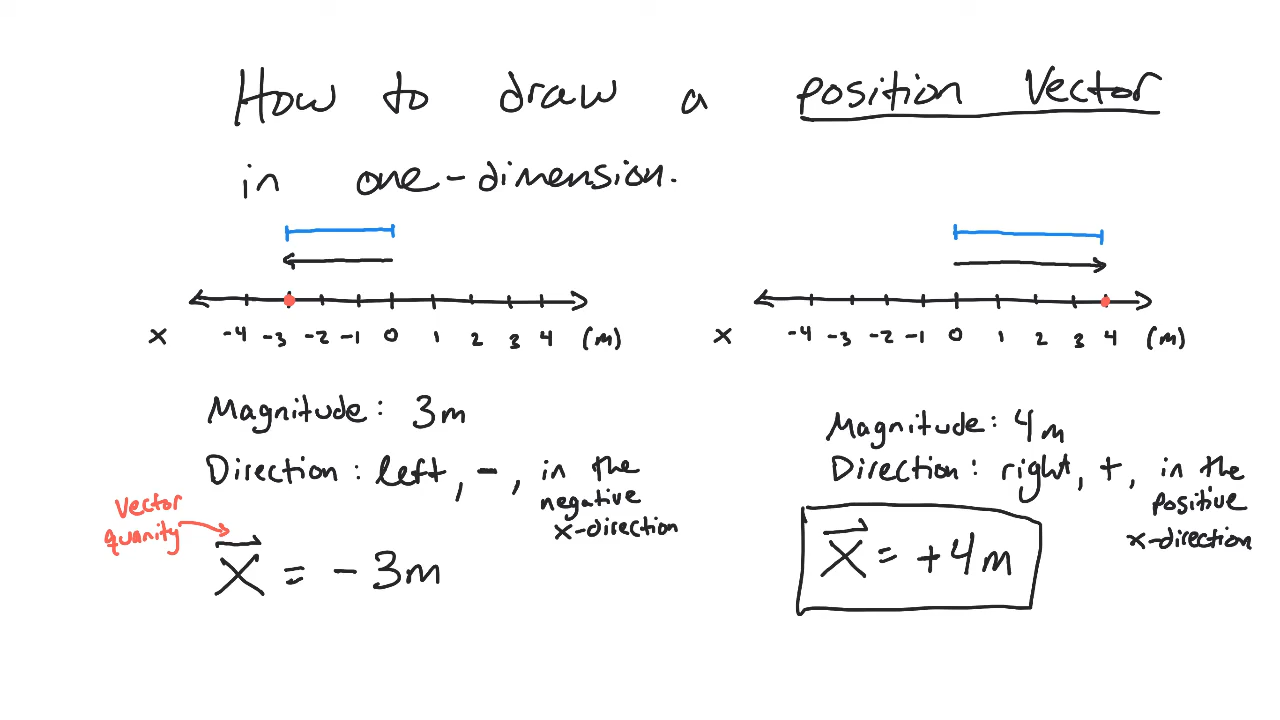 How to draw a position vector
in one-dimension.
x -4 -3 -2 -1 0 1 2 3 4 (m)
Magnitude: 3m
Direction: left, -, in the
negative
x-direction
vector
quanity
X = - 3m
x -4 -3 -2 -1 0 1 2 3 4 (m)
Magnitude: 4m
Direction: right, +, in the
positive
x-direction
X = +4m